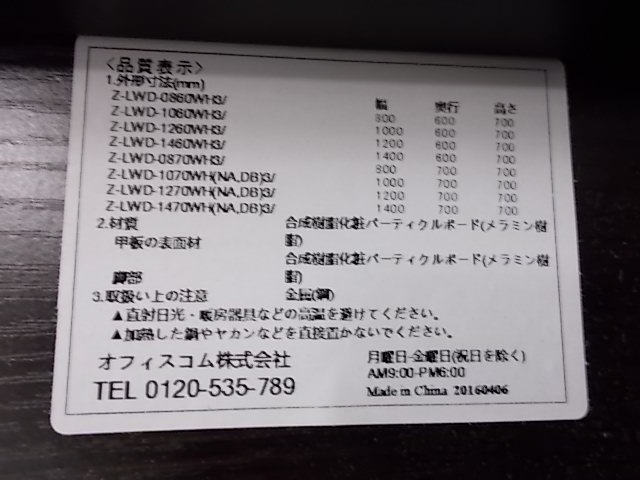 〈品質表示〉
1.外形寸法(mm) 幅 奥行 高さ
Z-LWD-0860WH3/ 800 600 700
Z-LWD-1060WH3/ 1000 600 700
Z-LWD-1260WH3/ 1200 600 700
Z-LWD-1460WH3/ 1400 600 700
Z-LWD-0870WH3/ 800 700 700
Z-LWD-1070WH(NA,DB)3/ 1000 700 700
Z-LWD-1270WH(NA,DB)3/ 1200 700 700
Z-LWD-1470WH(NA,DB)3/ 1400 700 700
2.材質 合成樹脂化粧パーティクルボード(メラミン樹
甲板の表面材 脂)
合成樹脂化粧パーティクルボード(メラミン樹
脚部 脂)
3.取扱い上の注意 金属(鋼)
▲直射日光・暖房器具などの高温を避けてください。
▲加熱した鍋やヤカンなどを直接置かないでください。
オフィスコム株式会社 月曜日-金曜日(祝日を除く)
TEL 0120-535-789 AM9:00-PM6:00
Made in China 20160406